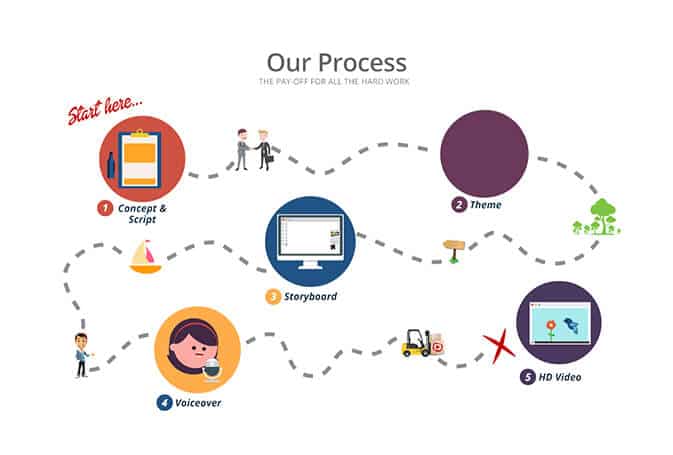 Our Process
THE PAY-OFF FOR ALL THE HARD WORK
Start here...
1 Concept &
Script
2 Theme
3 Storyboard
4 Voiceover
5 HD Video